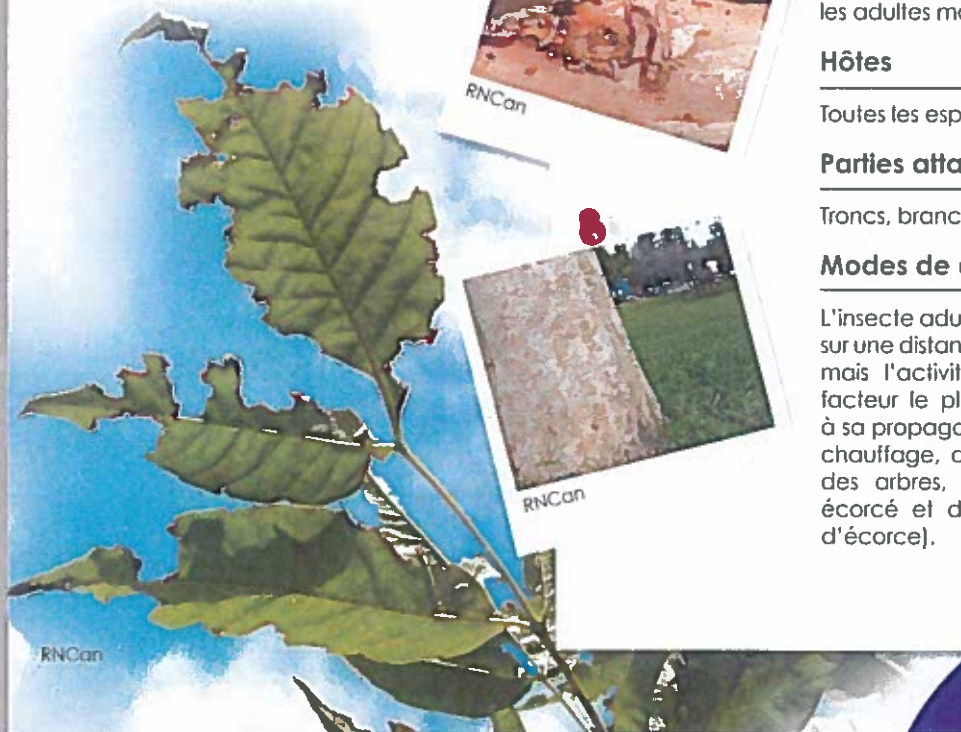 les adultes m
Hôtes
Toutes les esp
Parties atta
Troncs, branc
Modes de
L'insecte adu
sur une distan
mais l'activit
facteur le pl
à sa propaga
chauffage, d
des arbres,
écorcé et d
d'écorce).
RNCan
RNCan
RNCan